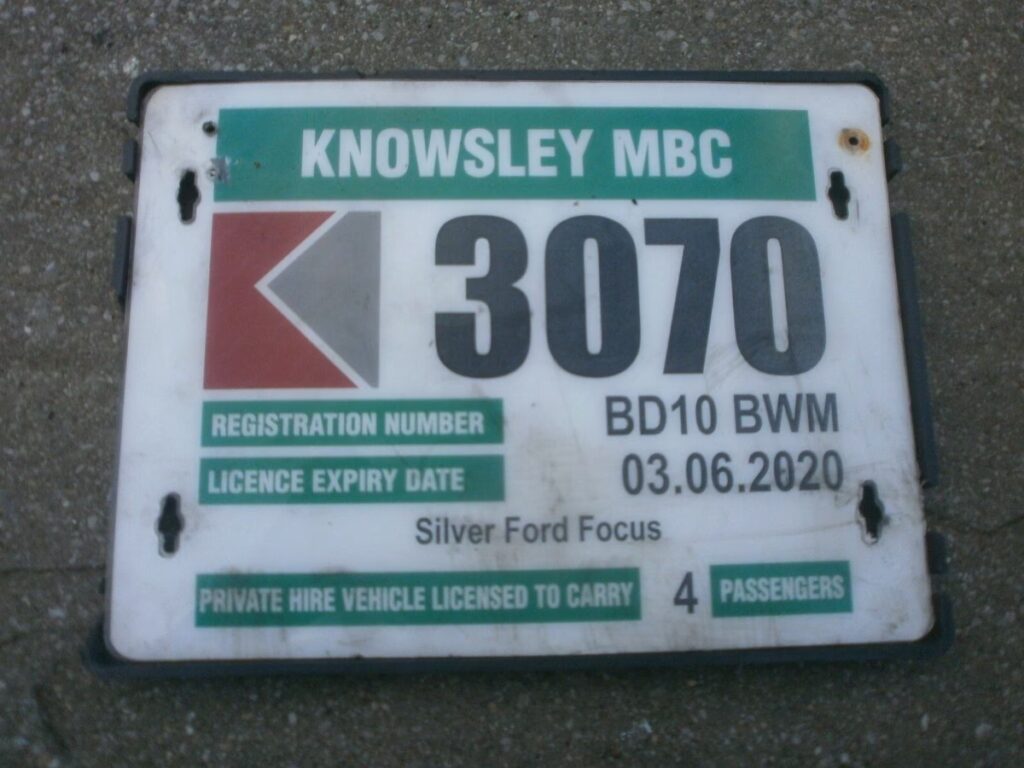 KNOWSLEY MBC
3070
REGISTRATION NUMBER BD10 BWM
LICENCE EXPIRY DATE 03.06.2020
Silver Ford Focus
PRIVATE HIRE VEHICLE LICENSED TO CARRY 4 PASSENGERS